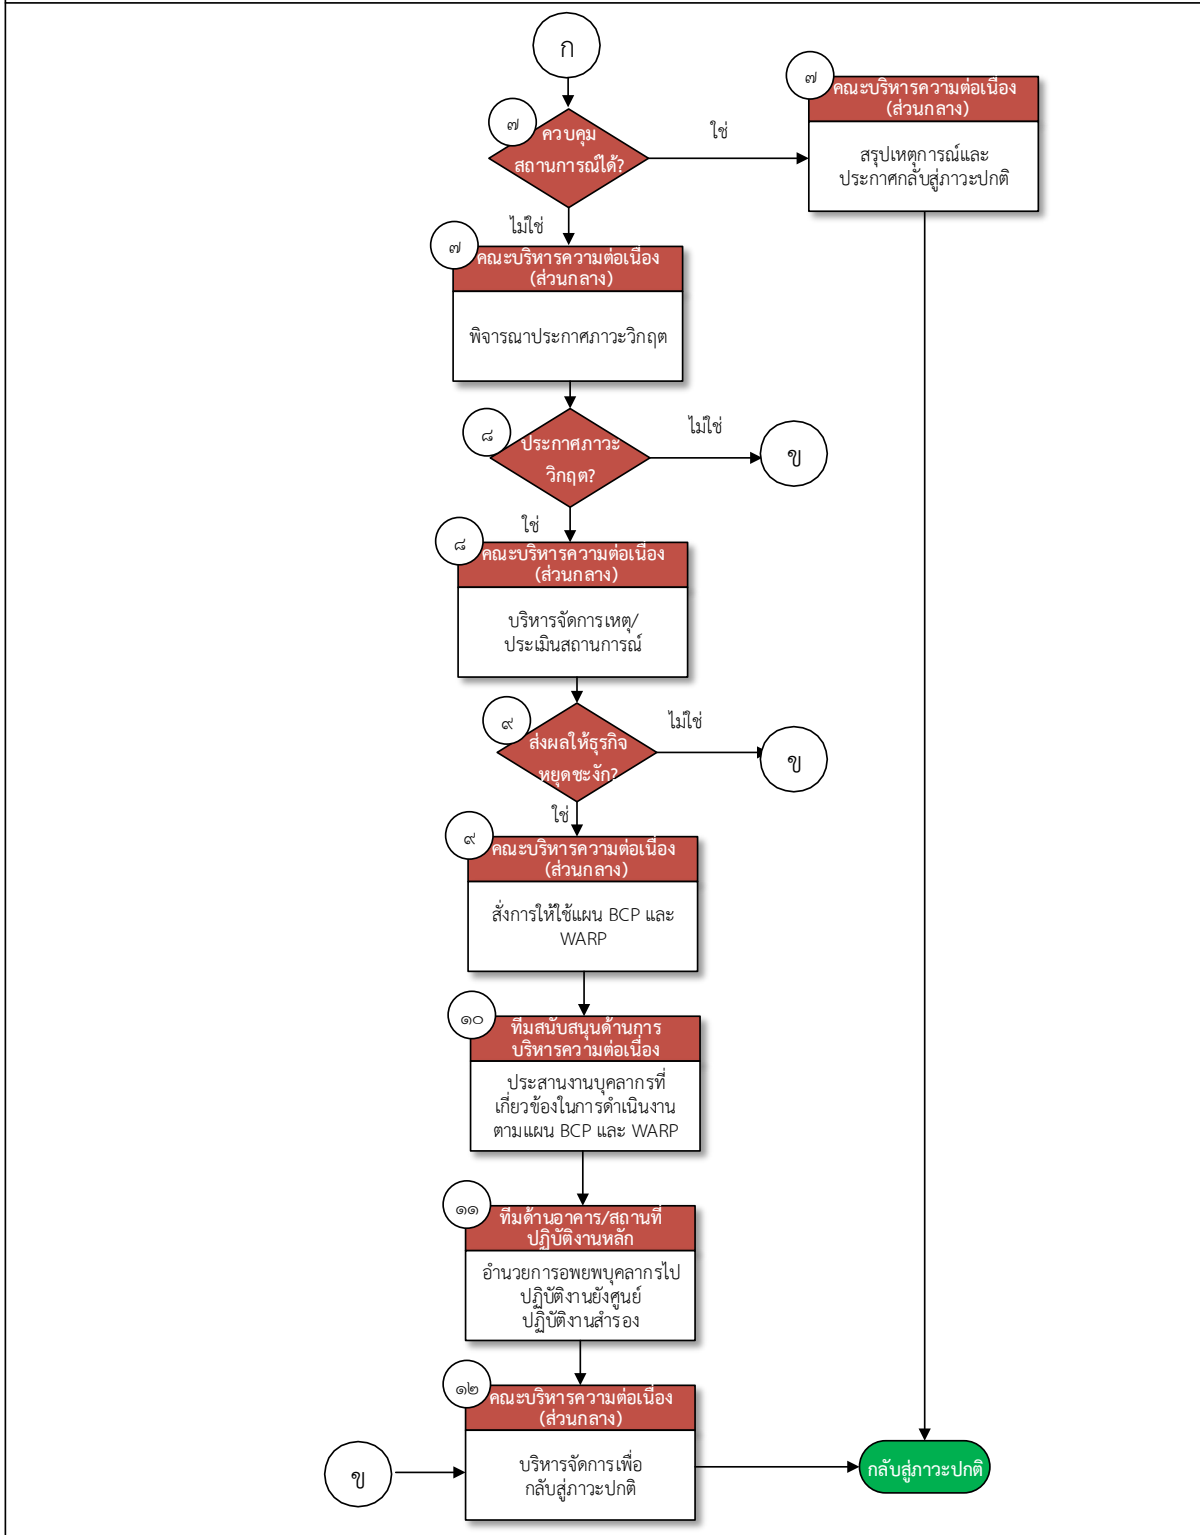 ก
๗
ควบคุม
สถานการณ์ได้?
ใช่
๗
คณะบริหารความต่อเนื่อง
(ส่วนกลาง)
สรุปเหตุการณ์และ
ประกาศกลับสู่ภาวะปกติ
ไม่ใช่
๗
คณะบริหารความต่อเนื่อง
(ส่วนกลาง)
พิจารณาประกาศภาวะวิกฤต
๘
ประกาศภาวะ
วิกฤต?
ไม่ใช่
ข
ใช่
๘
คณะบริหารความต่อเนื่อง
(ส่วนกลาง)
บริหารจัดการเหตุ/
ประเมินสถานการณ์
๙
ส่งผลให้ธุรกิจ
หยุดชะงัก?
ไม่ใช่
ข
ใช่
๙
คณะบริหารความต่อเนื่อง
(ส่วนกลาง)
สั่งการให้ใช้แผน BCP และ
WARP
๑๐
ทีมสนับสนุนด้านการ
บริหารความต่อเนื่อง
ประสานงานบุคลากรที่
เกี่ยวข้องในการดำเนินงาน
ตามแผน BCP และ WARP
๑๑
ทีมด้านอาคาร/สถานที่
ปฏิบัติงานหลัก
อำนวยการอพยพบุคลากรไป
ปฏิบัติงานยังศูนย์
ปฏิบัติงานสำรอง
๑๒
คณะบริหารความต่อเนื่อง
(ส่วนกลาง)
ข
บริหารจัดการเพื่อ
กลับสู่ภาวะปกติ
กลับสู่ภาวะปกติ